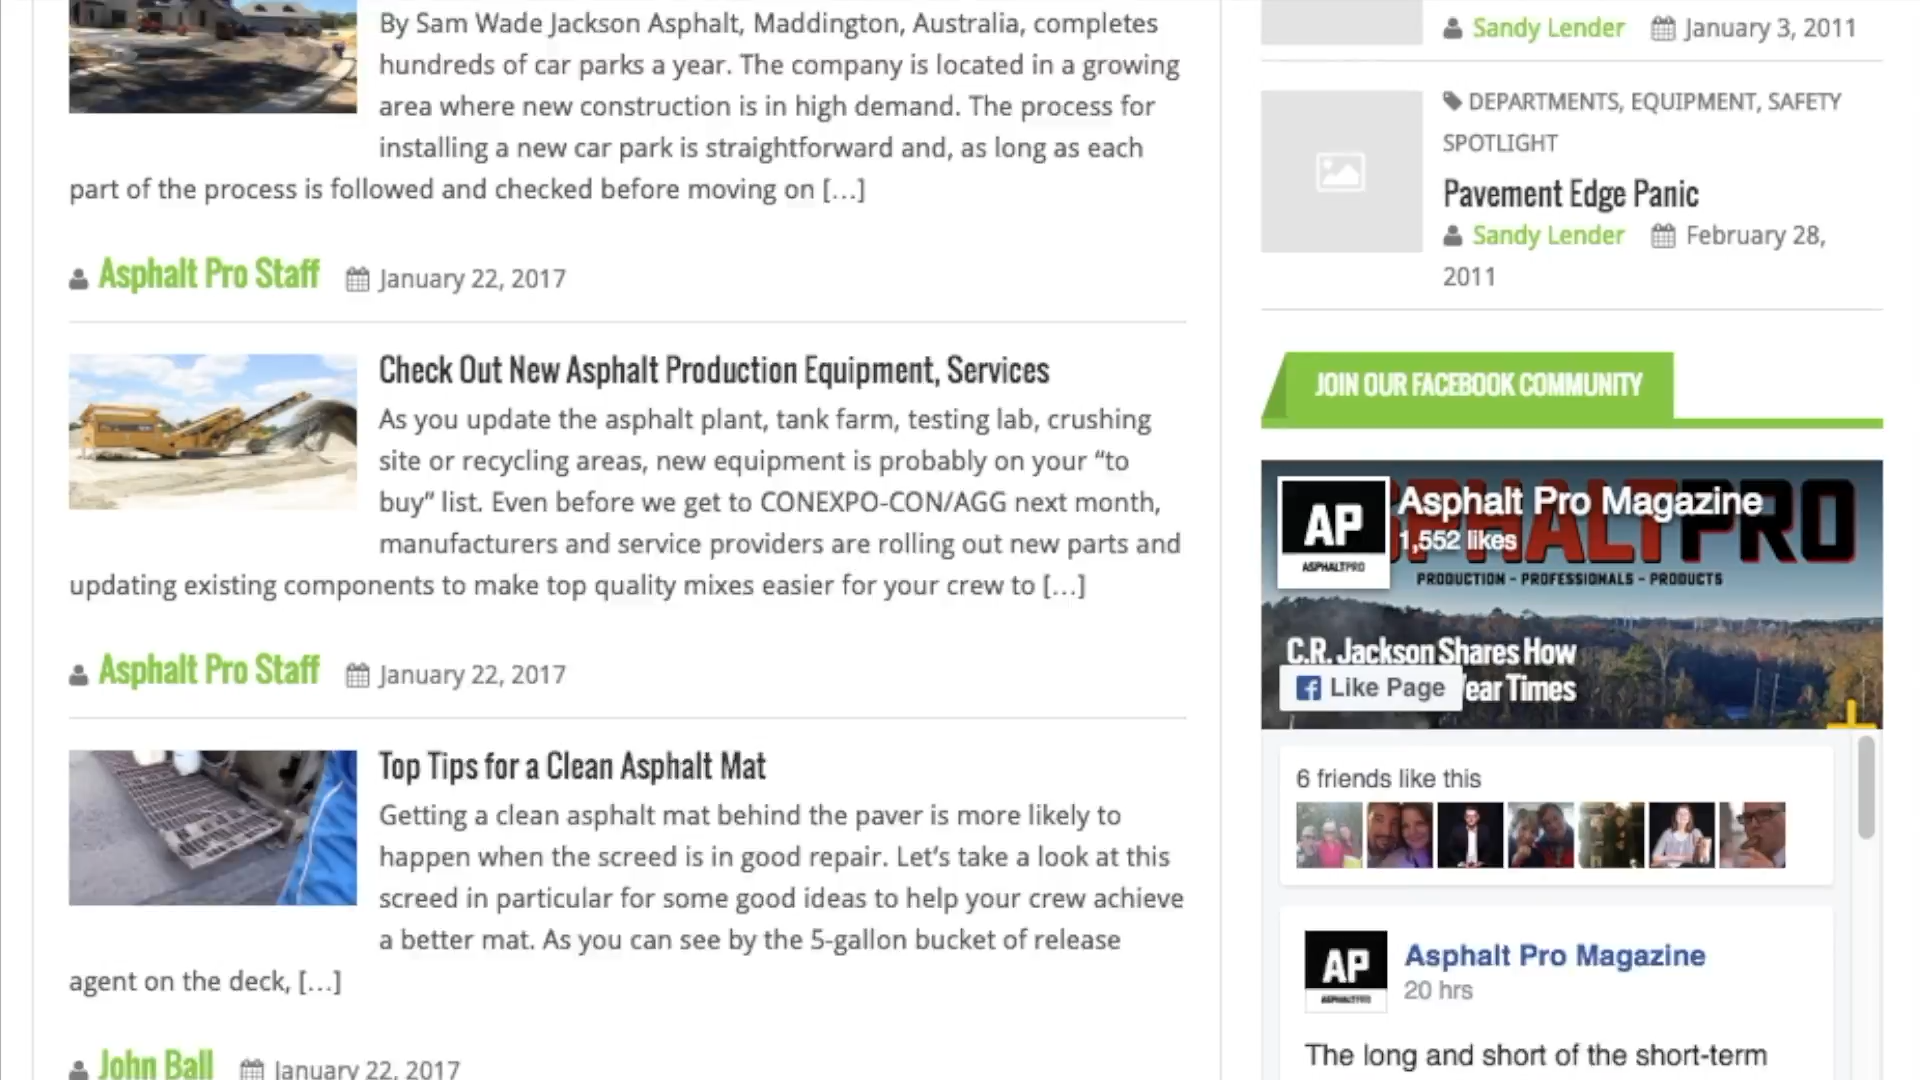 By Sam Wade Jackson Asphalt, Maddington, Australia, completes
hundreds of car parks a year. The company is located in a growing
area where new construction is in high demand. The process for
installing a new car park is straightforward and, as long as each
part of the process is followed and checked before moving on […]
Asphalt Pro Staff January 22, 2017
Check Out New Asphalt Production Equipment, Services
As you update the asphalt plant, tank farm, testing lab, crushing
site or recycling areas, new equipment is probably on your “to
buy” list. Even before we get to CONEXPO-CON/AGG next month,
manufacturers and service providers are rolling out new parts and
updating existing components to make top quality mixes easier for your crew to […]
Asphalt Pro Staff January 22, 2017
Top Tips for a Clean Asphalt Mat
Getting a clean asphalt mat behind the paver is more likely to
happen when the screed is in good repair. Let’s take a look at this
screed in particular for some good ideas to help your crew achieve
a better mat. As you can see by the 5-gallon bucket of release
agent on the deck, […]
John Ball January 22, 2017
Sandy Lender January 3, 2011
DEPARTMENTS, EQUIPMENT, SAFETY
SPOTLIGHT
Pavement Edge Panic
Sandy Lender February 28,
2011
JOIN OUR FACEBOOK COMMUNITY
AP
ASPHALTPRO
Asphalt Pro Magazine
1,552 likes
SPHALTPRO
PRODUCTION - PROFESSIONALS - PRODUCTS
C.R. Jackson Shares How
Like Page
ear Times
6 friends like this
AP
ASPHALTPRO
Asphalt Pro Magazine
20 hrs
The long and short of the short-term